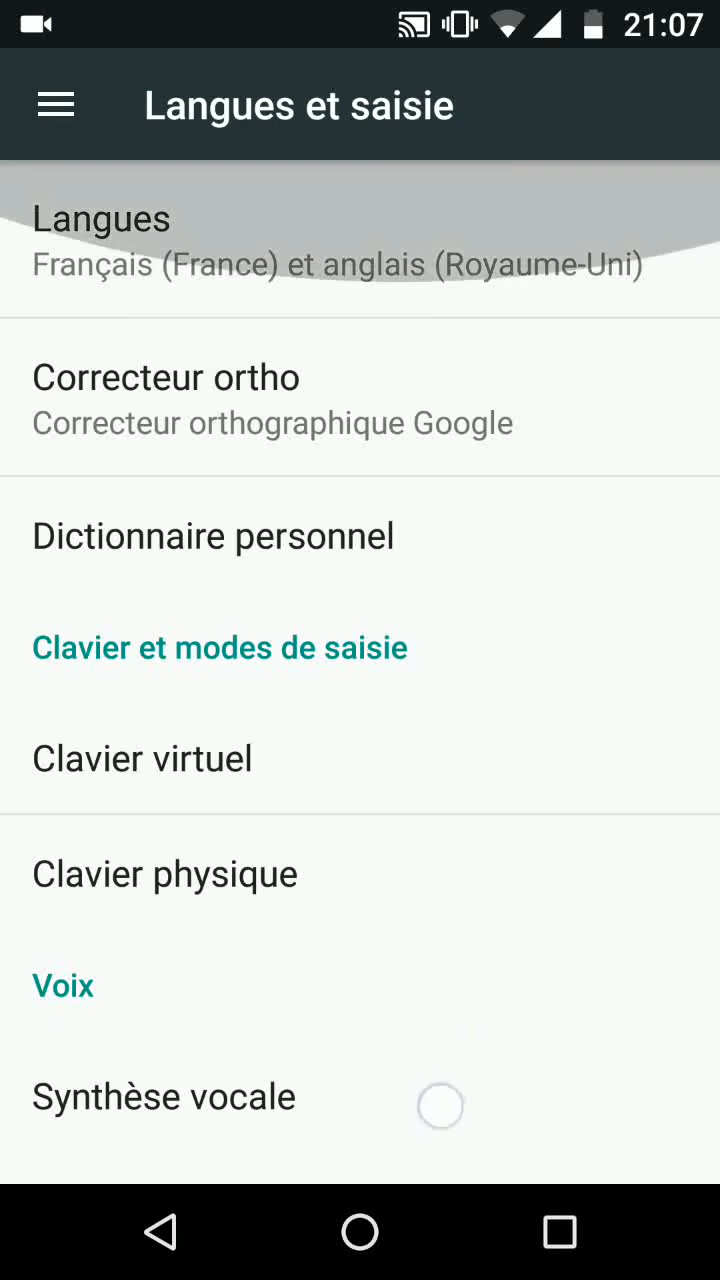 21:07
Langues et saisie
Langues
Français (France) et anglais (Royaume-Uni)
Correcteur ortho
Correcteur orthographique Google
Dictionnaire personnel
Clavier et modes de saisie
Clavier virtuel
Clavier physique
Voix
Synthèse vocale